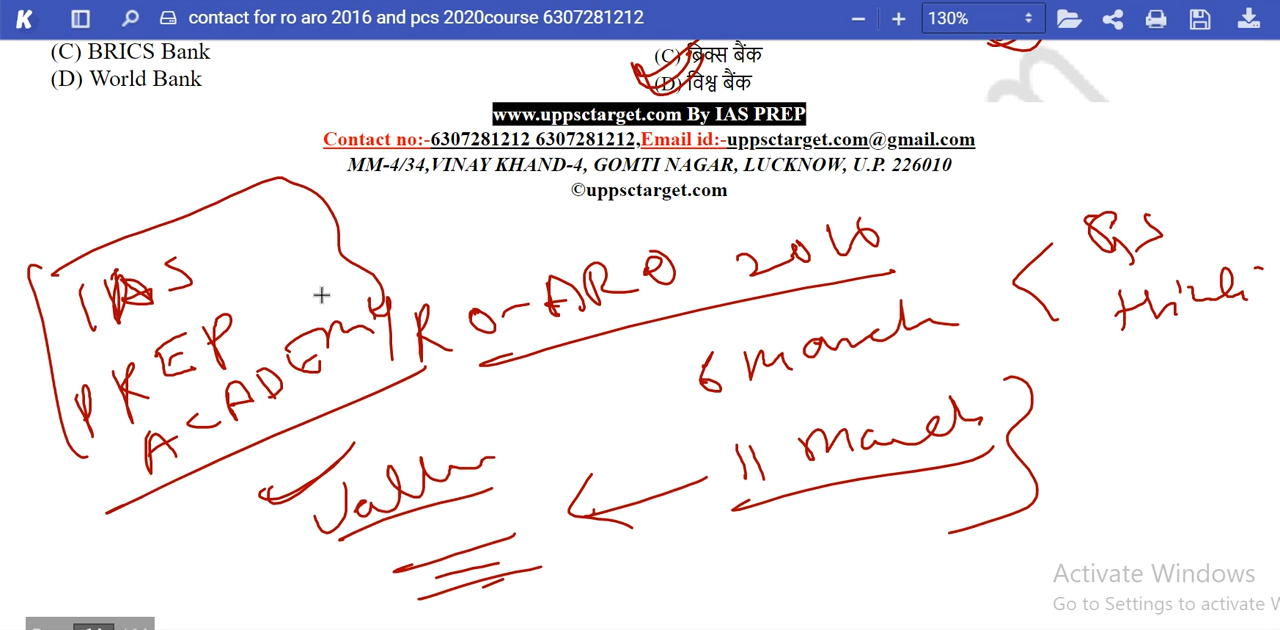 contact for ro aro 2016 and pcs 2020course 6307281212
130%
(C) BRICS Bank
(D) World Bank
(C) ब्रिक्स बैंक
(D) विश्व बैंक
www.uppsctarget.com By IAS PREP
Contact no:-6307281212 6307281212,Email id:-uppsctarget.com@gmail.com
MM-4/34,VINAY KHAND-4, GOMTI NAGAR, LUCKNOW, U.P. 226010
©uppsctarget.com
IAS
PREP
ACADEMY
RO-ARO 2016
6 March
GS
Hindi
11 March
Activate Windows
Go to Settings to activate W